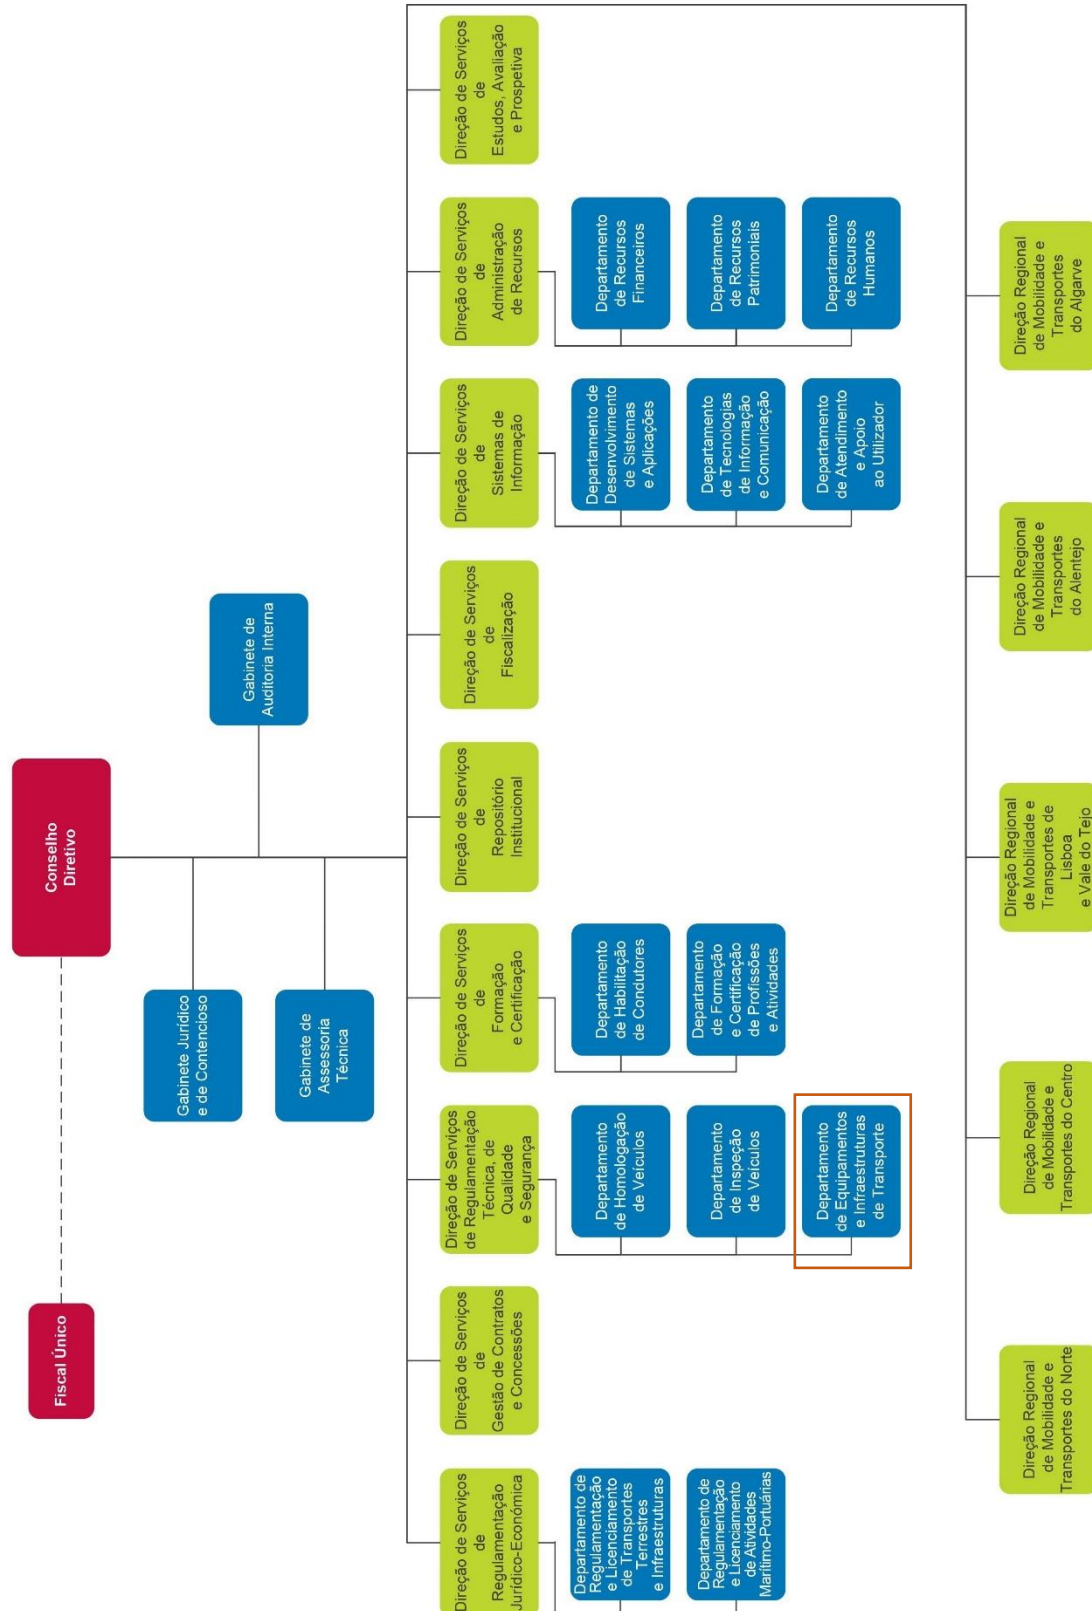 Fiscal Único
Conselho
Diretivo
Gabinete Jurídico
e de Contencioso
Gabinete de
Auditoria Interna
Gabinete de
Assessoria
Técnica
Direção de Serviços
de
Regulamentação
Jurídico-Económica
Direção de Serviços
de
Gestão de Contratos
e Concessões
Direção de Serviços
de Regulamentação
Técnica, de
Qualidade
e Segurança
Direção de Serviços
de
Formação
e Certificação
Direção de Serviços
de
Repositório
Institucional
Direção de Serviços
de
Fiscalização
Direção de Serviços
de
Sistemas de
Informação
Direção de Serviços
de
Administração
de Recursos
Direção de Serviços
de
Estudos, Avaliação
e Prospetiva
Departamento de
Regulamentação
e Licenciamento
de Transportes
Terrestres
e Infraestruturas
Departamento
de Homologação
de Veículos
Departamento
de Habilitação
de Condutores
Departamento de
Desenvolvimento
de Sistemas
e Aplicações
Departamento
de Recursos
Financeiros
Departamento de
Regulamentação
e Licenciamento
de Atividades
Marítimo-Portuárias
Departamento
de Inspeção
de Veículos
Departamento
de Formação
e Certificação
de Profissões
e Atividades
Departamento
de Tecnologias
de Informação
e Comunicação
Departamento
de Recursos
Patrimoniais
Departamento
de Equipamentos
e Infraestruturas
de Transporte
Departamento
de Atendimento
e Apoio
ao Utilizador
Departamento
de Recursos
Humanos
Direção Regional
de Mobilidade e
Transportes do Norte
Direção Regional
de Mobilidade e
Transportes do Centro
Direção Regional
de Mobilidade e
Transportes de
Lisboa
e Vale do Tejo
Direção Regional
de Mobilidade e
Transportes
do Alentejo
Direção Regional
de Mobilidade e
Transportes
do Algarve